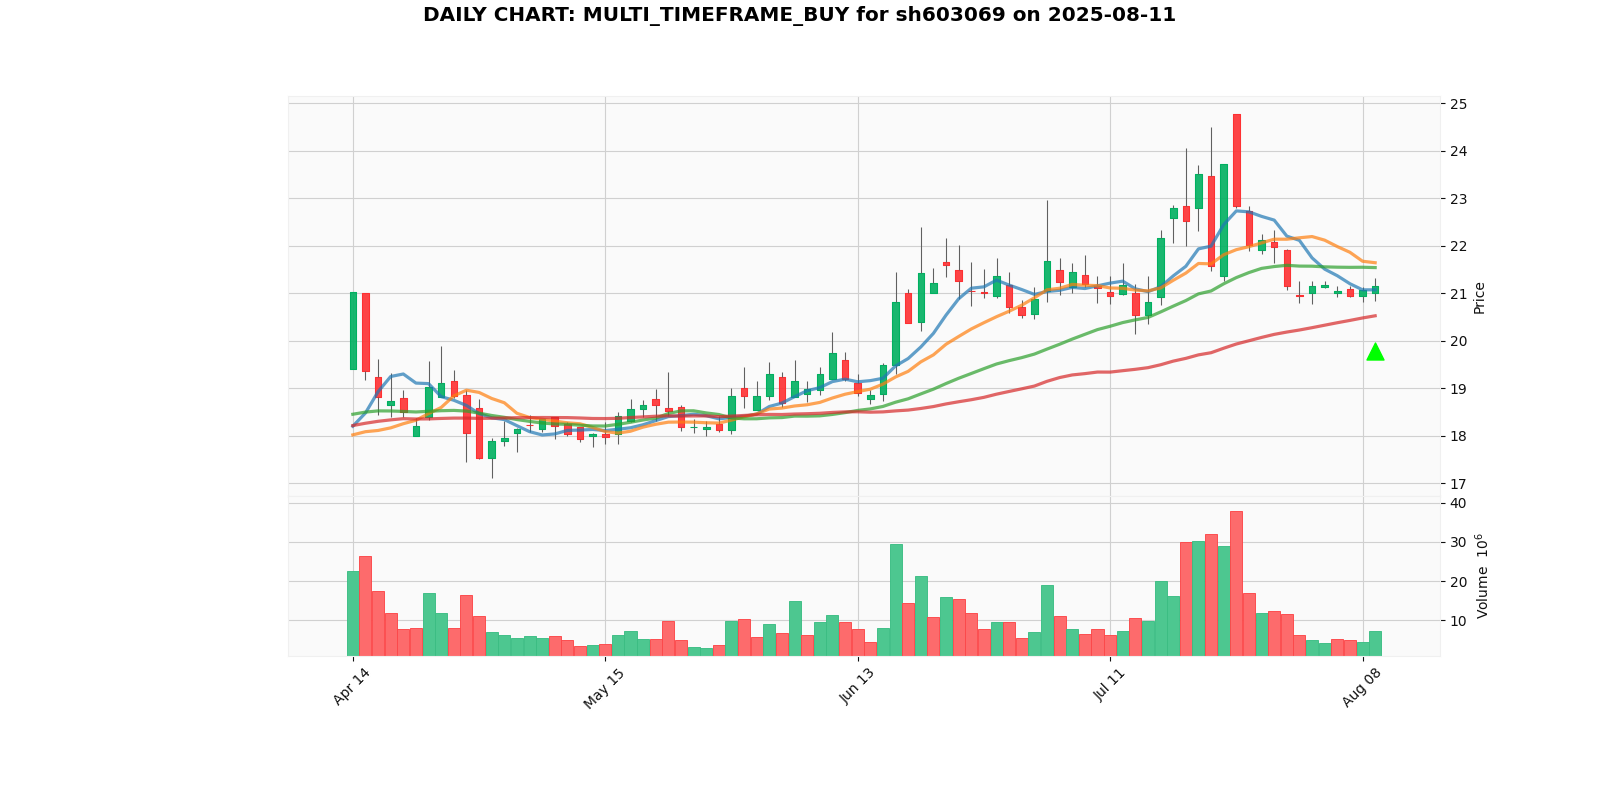 DAILY CHART: MULTI_TIMEFRAME_BUY for sh603069 on 2025-08-11
25
24
23
22
21
20
19
18
17
Price
40
30
20
10
Volume 10^6
Apr 14
May 15
Jun 13
Jul 11
Aug 08